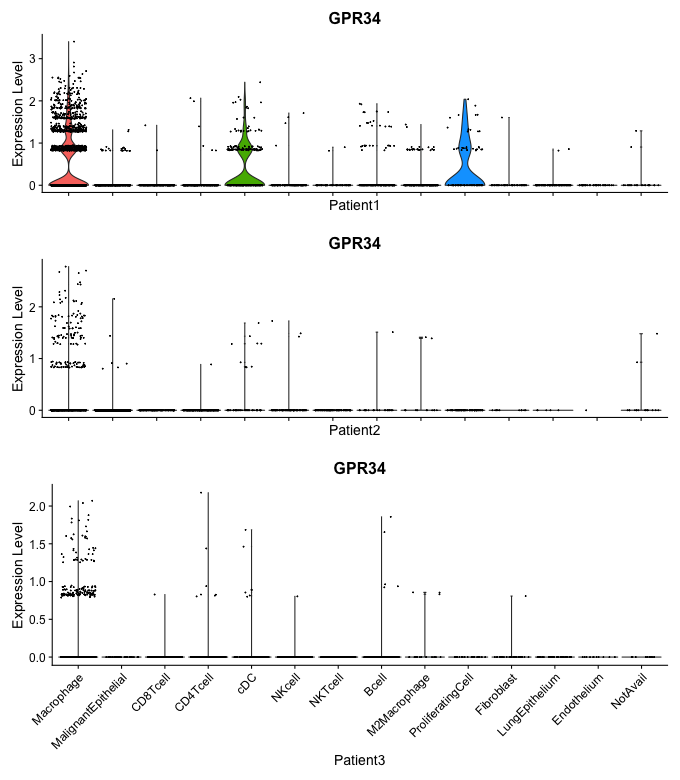 GPR34
Expression Level
3
2
1
0
Patient1
GPR34
Expression Level
2
1
0
Patient2
GPR34
Expression Level
2.0
1.5
1.0
0.5
0.0
Macrophage
MalignantEpithelial
CD8Tcell
CD4Tcell
cDC
NKcell
NKTcell
Bcell
M2Macrophage
ProliferatingCell
Fibroblast
LungEpithelium
Endothelium
NotAvail
Patient3